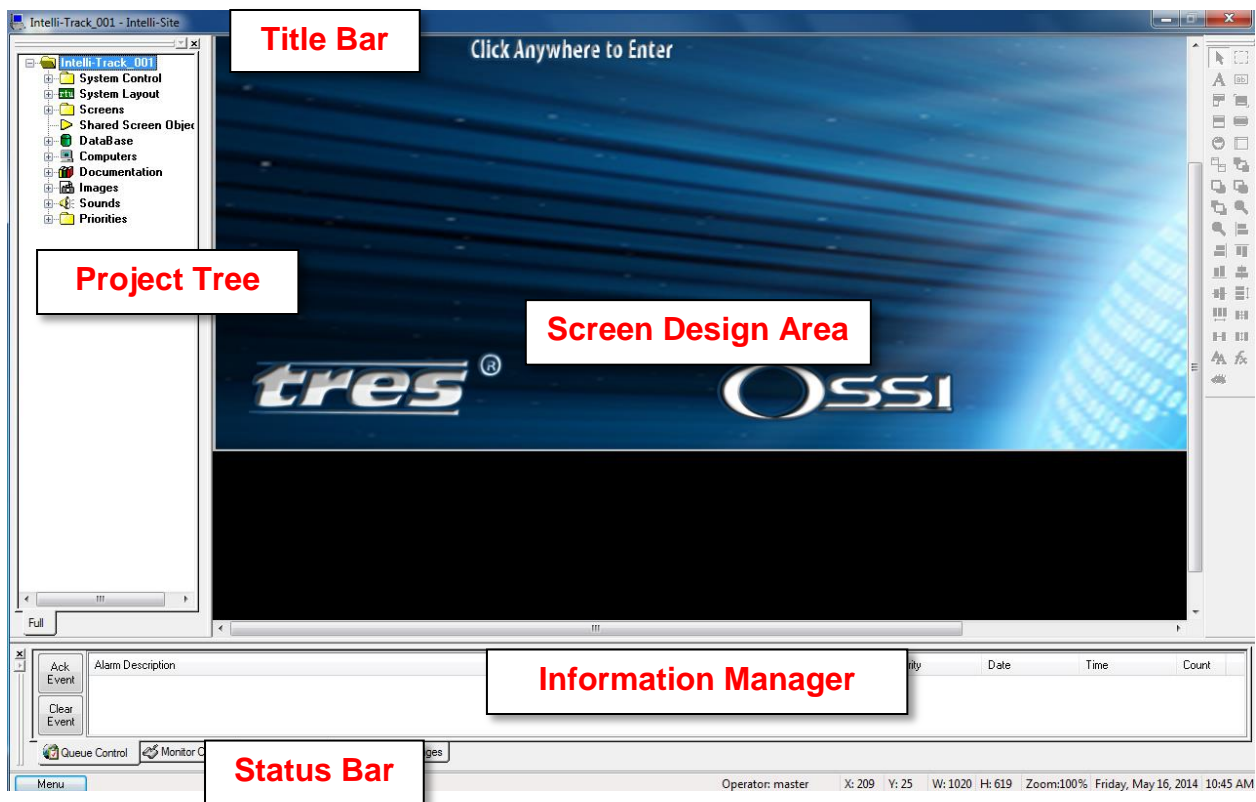 Intelli-Track_001 - Intelli-Site
Title Bar
Click Anywhere to Enter
Intelli-Track_001
System Control
System Layout
Screens
Shared Screen Objec
DataBase
Computers
Documentation
Images
Sounds
Priorities
Project Tree
Screen Design Area
tres ®
OSSI
Full
Ack Event
Clear Event
Alarm Description
Date
Time
Count
Information Manager
Queue Control
Monitor C
Status Bar
Menu
Operator: master
X: 209
Y: 25
W: 1020
H: 619
Zoom:100%
Friday, May 16, 2014
10:45 AM